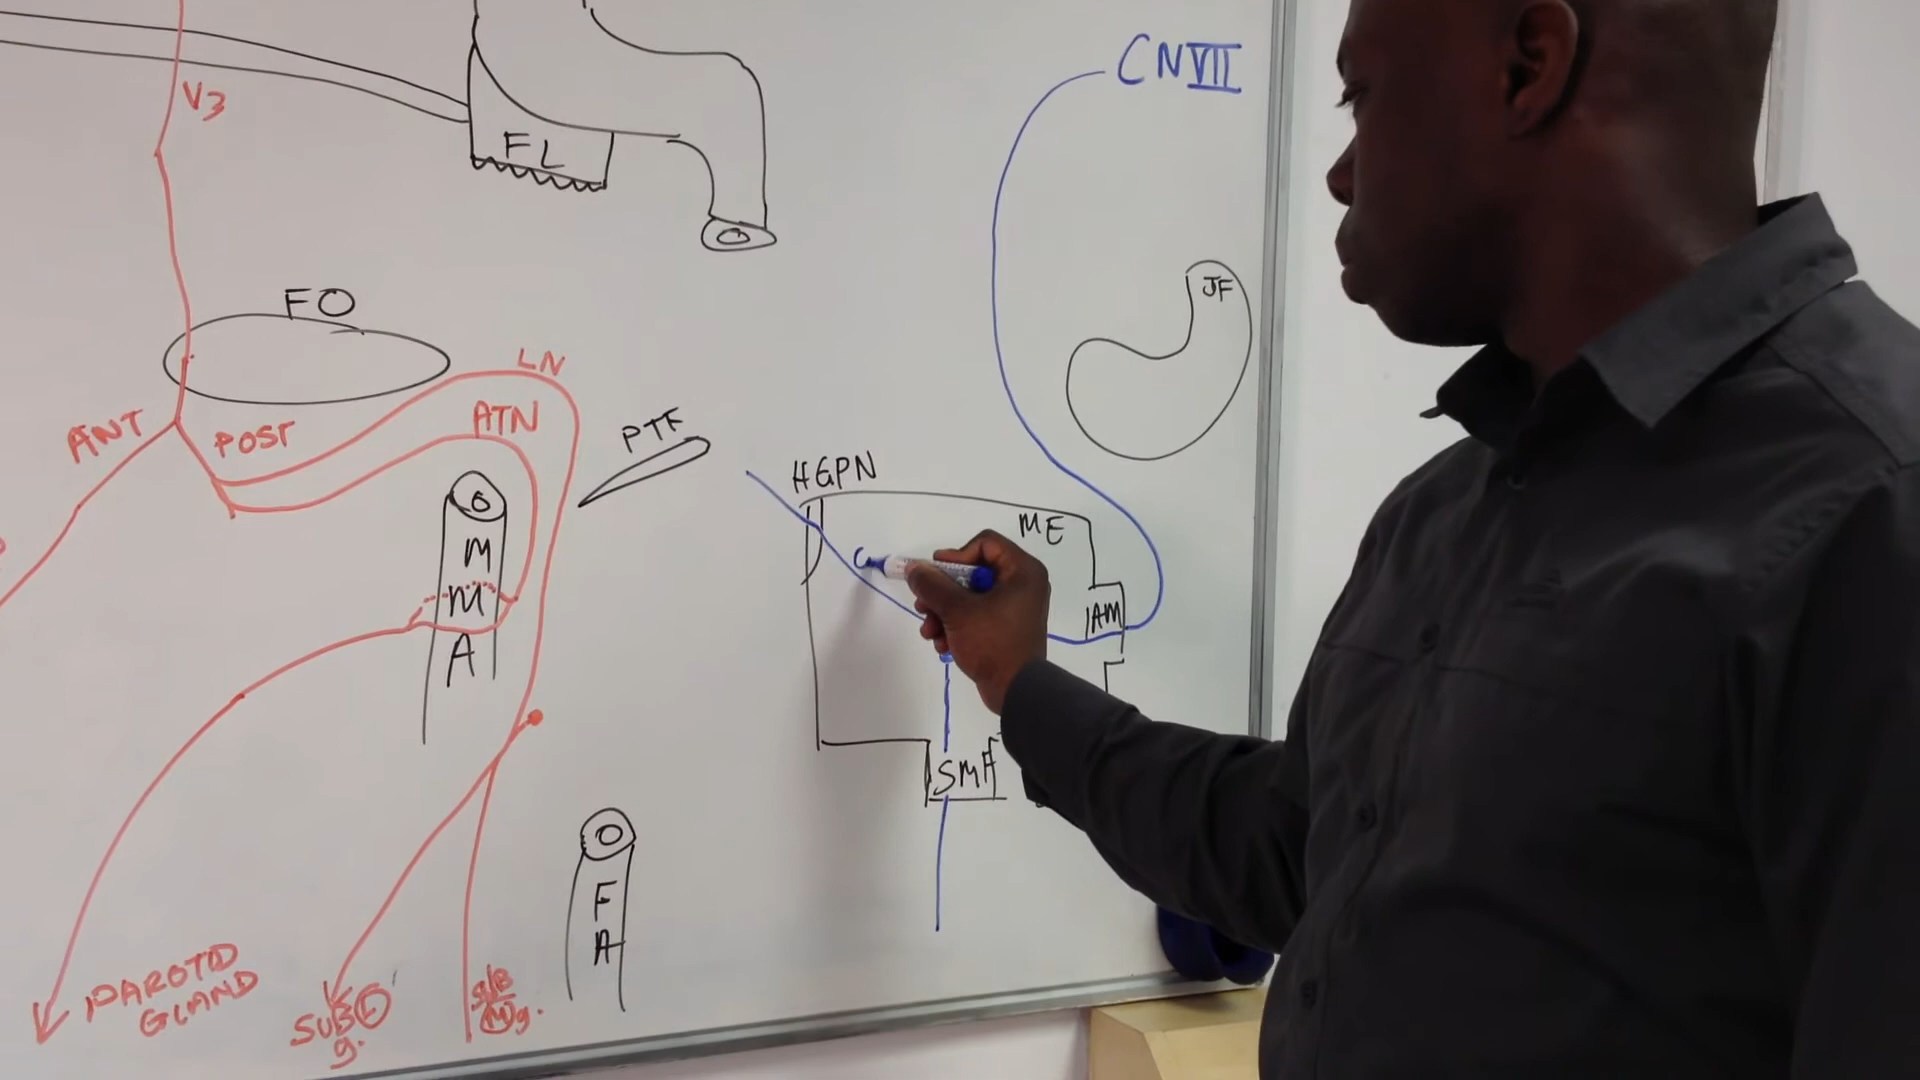 CN VII
V3
FL
JF
FO
LN
ATN
ANT
POST
PTF
HGPN
ME
IAM
O
M
M
A
SMF
O
F
A
PAROTID
GLAND
SUB L
g.
S/B
M g.